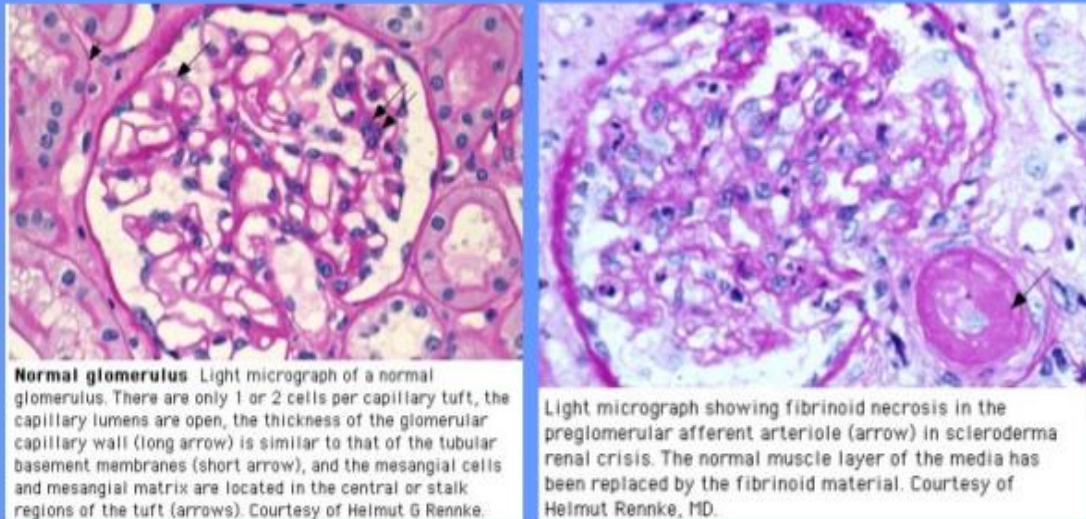 Normal glomerulus Light micrograph of a normal
glomerulus. There are only 1 or 2 cells per capillary tuft, the
capillary lumens are open, the thickness of the glomerular
capillary wall (long arrow) is similar to that of the tubular
basement membranes (short arrow), and the mesangial cells
and mesangial matrix are located in the central or stalk
regions of the tuft (arrows). Courtesy of Helmut G Rennke.
Light micrograph showing fibrinoid necrosis in the
preglomerular afferent arteriole (arrow) in scleroderma
renal crisis. The normal muscle layer of the media has
been replaced by the fibrinoid material. Courtesy of
Helmut Rennke, MD.